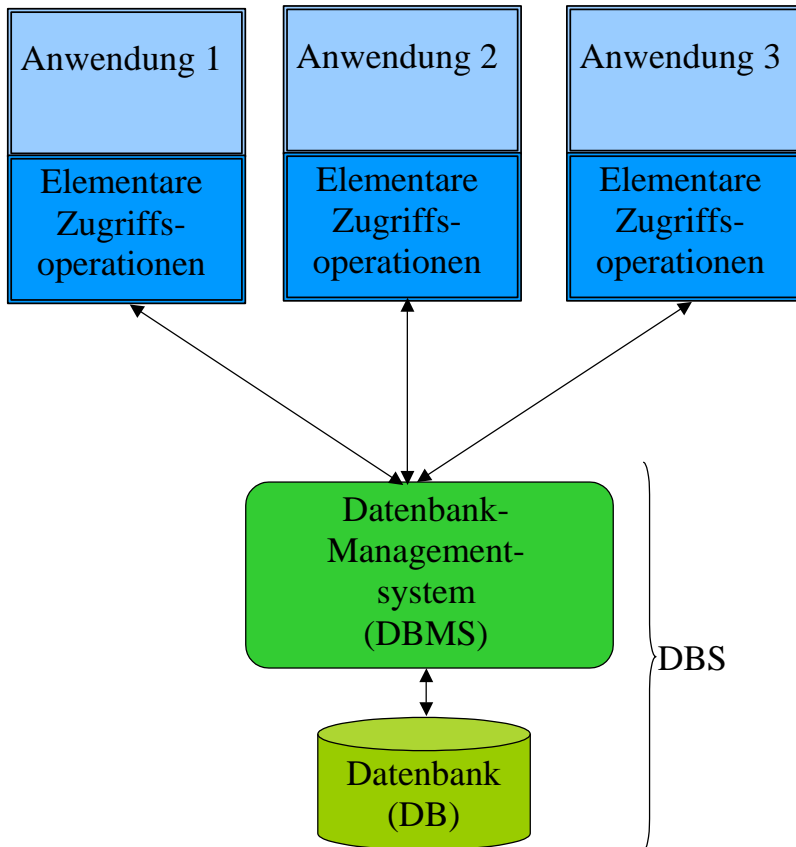 Anwendung 1
Anwendung 2
Anwendung 3
Elementare
Zugriffs-
operationen
Elementare
Zugriffs-
operationen
Elementare
Zugriffs-
operationen
Datenbank-
Management-
system
(DBMS)
DBS
Datenbank
(DB)